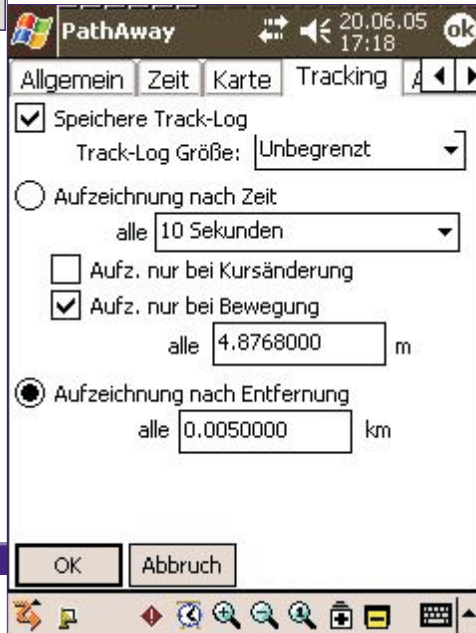 PathAway 20.06.05 17:18 ok
Allgemein Zeit Karte Tracking
Speichere Track-Log
Track-Log Größe: Unbegrenzt
Aufzeichnung nach Zeit
alle 10 Sekunden
Aufz. nur bei Kursänderung
Aufz. nur bei Bewegung
alle 4.8768000 m
Aufzeichnung nach Entfernung
alle 0.0050000 km
OK Abbruch